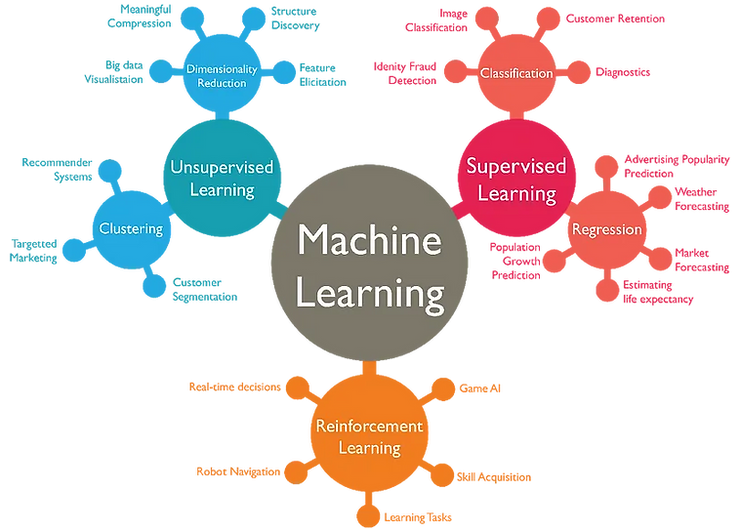 Meaningful
Compression
Structure
Discovery
Big data
Visualistaion
Dimensionality
Reduction
Feature
Elicitation
Unsupervised
Learning
Recommender
Systems
Clustering
Targetted
Marketing
Customer
Segmentation
Machine
Learning
Image
Classification
Customer Retention
Idenity Fraud
Detection
Classification
Diagnostics
Supervised
Learning
Advertising Popularity
Prediction
Weather
Forecasting
Regression
Population
Growth
Prediction
Market
Forecasting
Estimating
life expectancy
Real-time decisions
Game AI
Reinforcement
Learning
Robot Navigation
Skill Acquisition
Learning Tasks